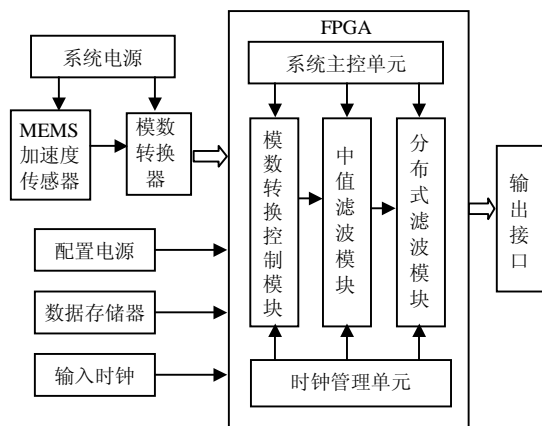 系统电源
MEMS
加速度
传感器
模数
转换
器
配置电源
数据存储器
输入时钟
FPGA
系统主控单元
模数转换控制模块
中值滤波模块
分布式滤波模块
时钟管理单元
输出接口